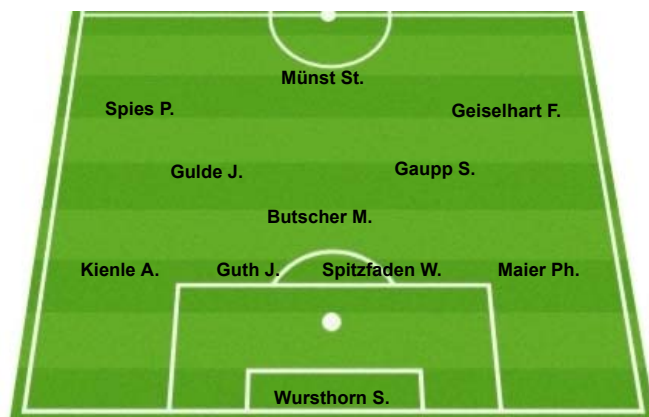 Münst St.
Spies P.
Geiselhart F.
Gulde J.
Gaupp S.
Butscher M.
Kienle A.
Guth J.
Spitzfaden W.
Maier Ph.
Wursthorn S.